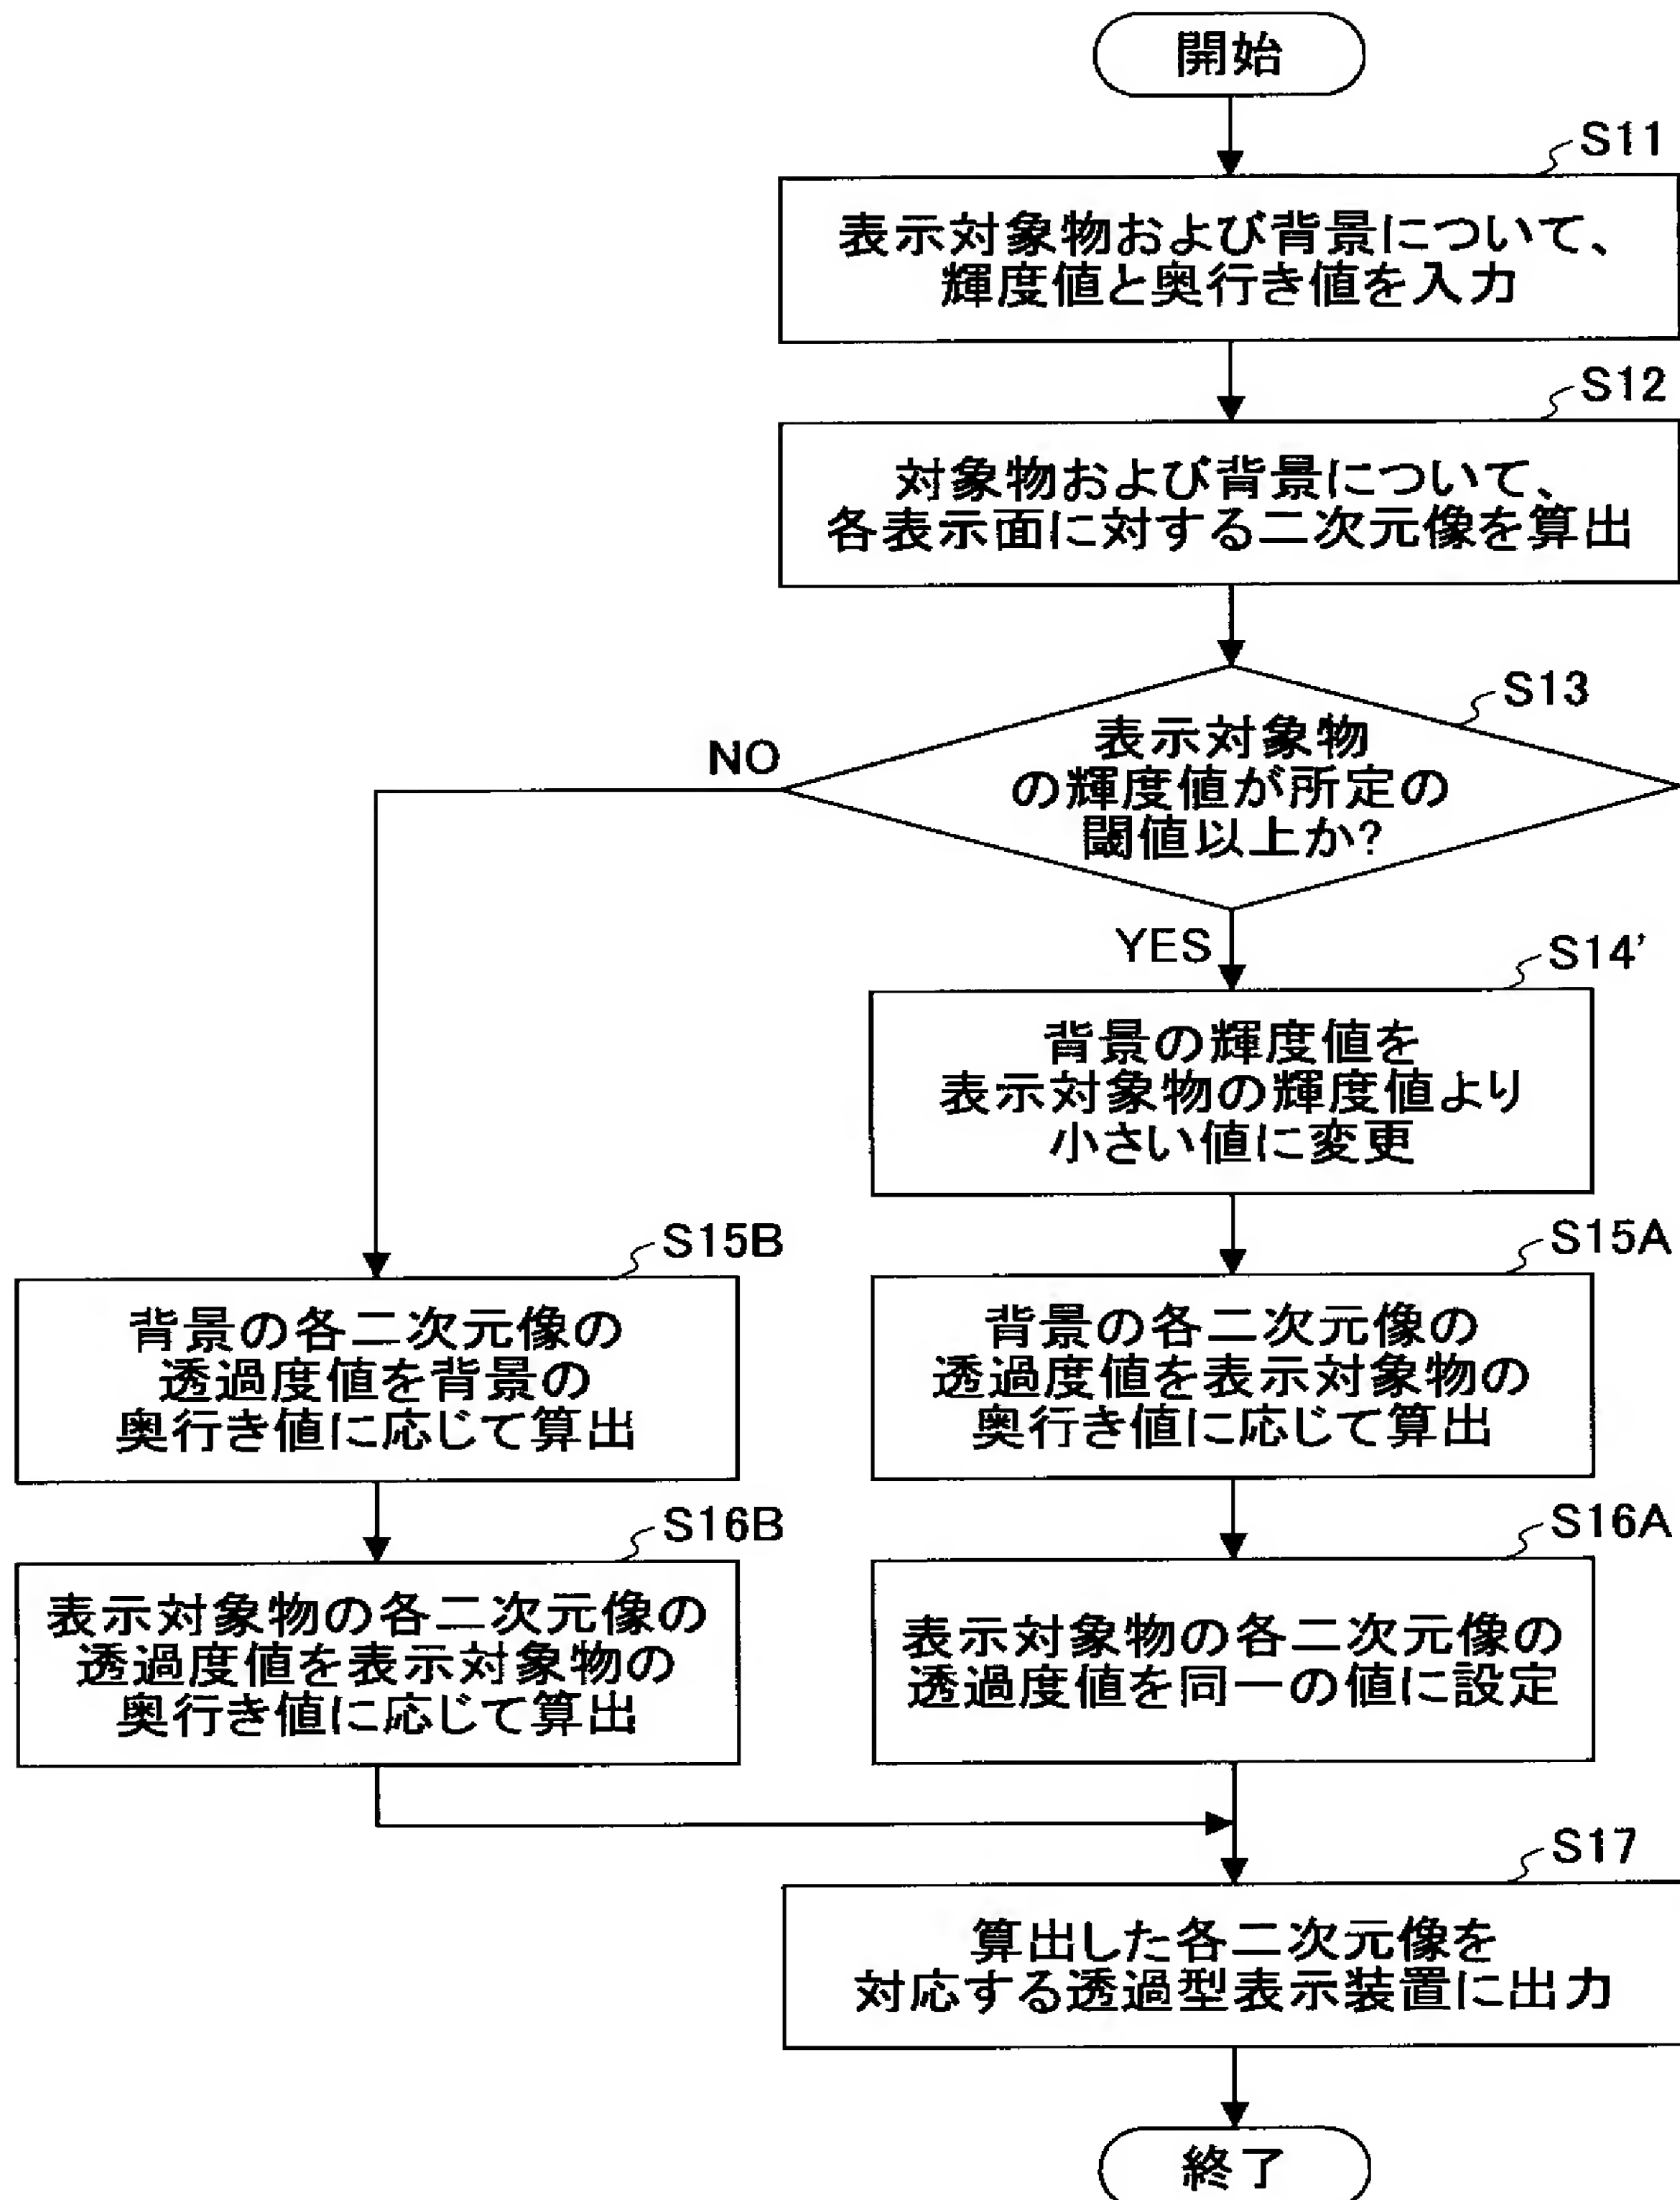 開始
S11
表示対象物および背景について、
輝度値と奥行き値を入力
S12
対象物および背景について、
各表示面に対する二次元像を算出
S13
表示対象物
の輝度値が所定の
閾値以上か?
NO
YES
S14'
背景の輝度値を
表示対象物の輝度値より
小さい値に変更
S15B
背景の各二次元像の
透過度値を背景の
奥行き値に応じて算出
S15A
背景の各二次元像の
透過度値を表示対象物の
奥行き値に応じて算出
S16B
表示対象物の各二次元像の
透過度値を表示対象物の
奥行き値に応じて算出
S16A
表示対象物の各二次元像の
透過度値を同一の値に設定
S17
算出した各二次元像を
対応する透過型表示装置に出力
終了